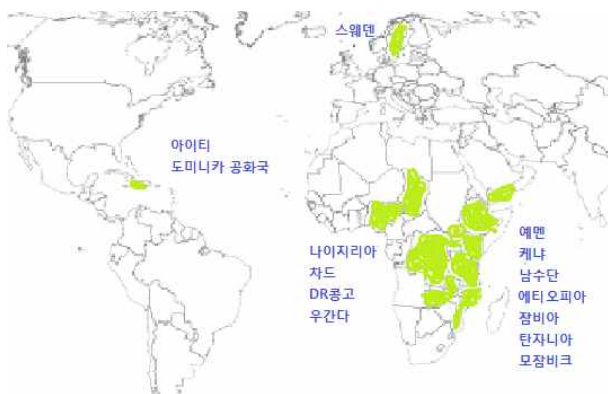 스웨덴
아이티
도미니카 공화국
나이지리아
차드
DR콩고
우간다
예멘
케냐
남수단
에티오피아
잠비아
탄자니아
모잠비크